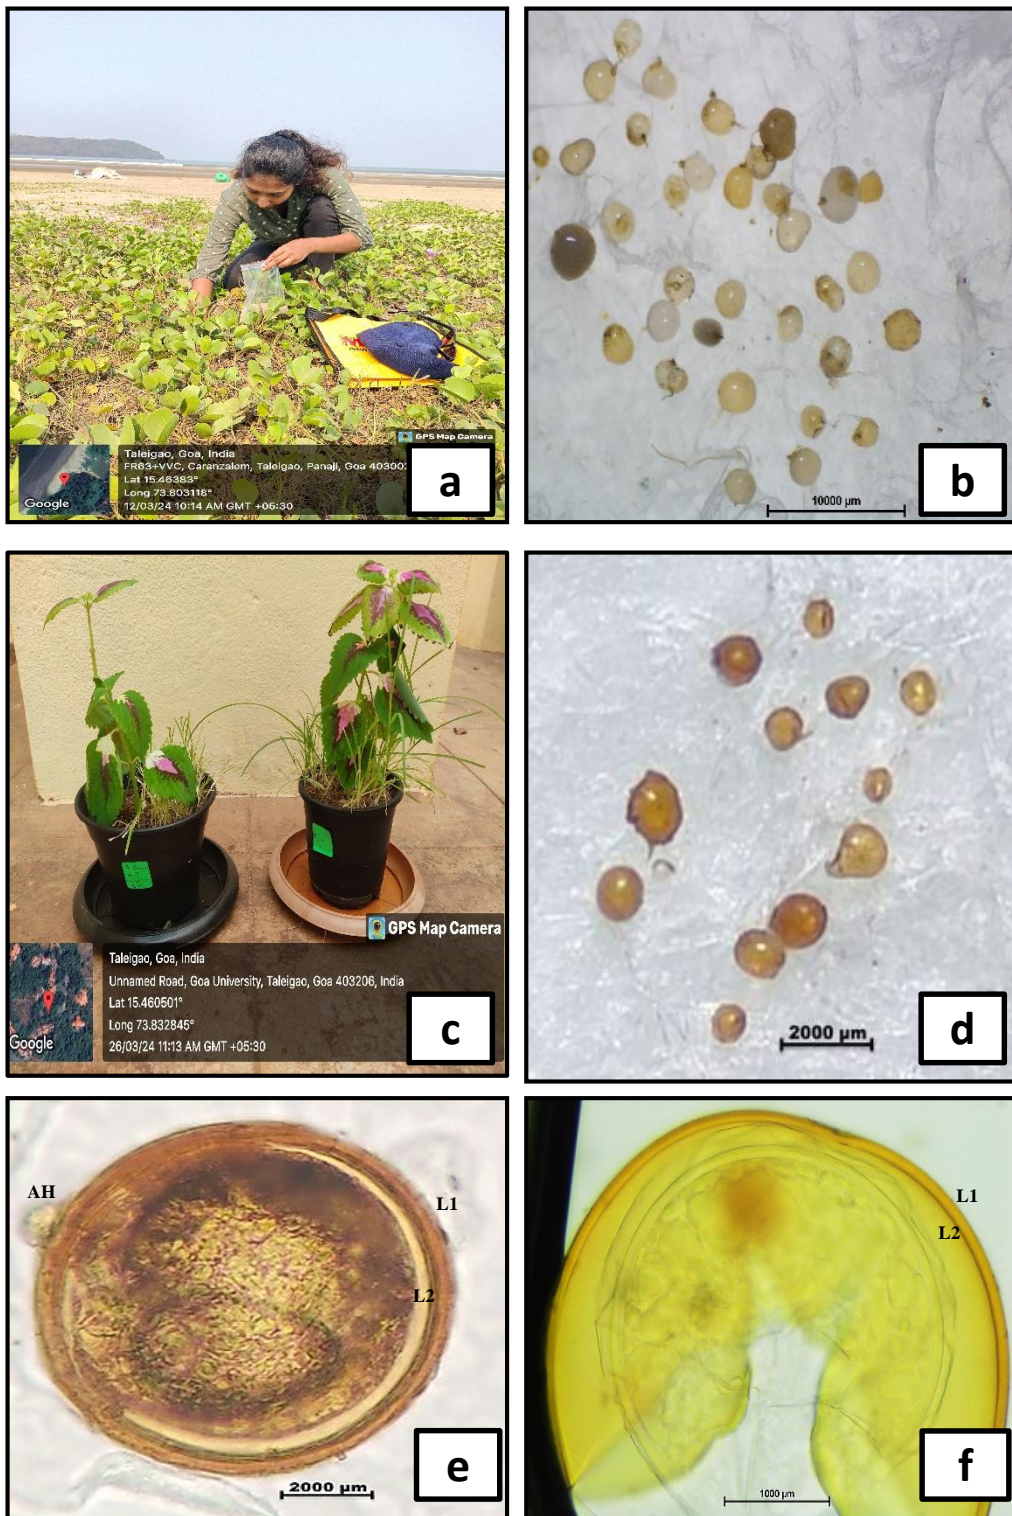 GPS Map Camera
Taleigao, Goa, India
FR63+VVC, Caranzalem, Taleigao, Panaji, Goa 403002
Lat 15.46383°
Long 73.803118°
12/03/24 10:14 AM GMT +05:30
Google
a
10000 µm
b
GPS Map Camera
Taleigao, Goa, India
Unnamed Road, Goa University, Taleigao, Goa 403206, India
Lat 15.460501°
Long 73.832845°
26/03/24 11:13 AM GMT +05:30
Google
c
2000 µm
d
AH
L1
L2
2000 µm
e
L1
L2
1000 µm
f